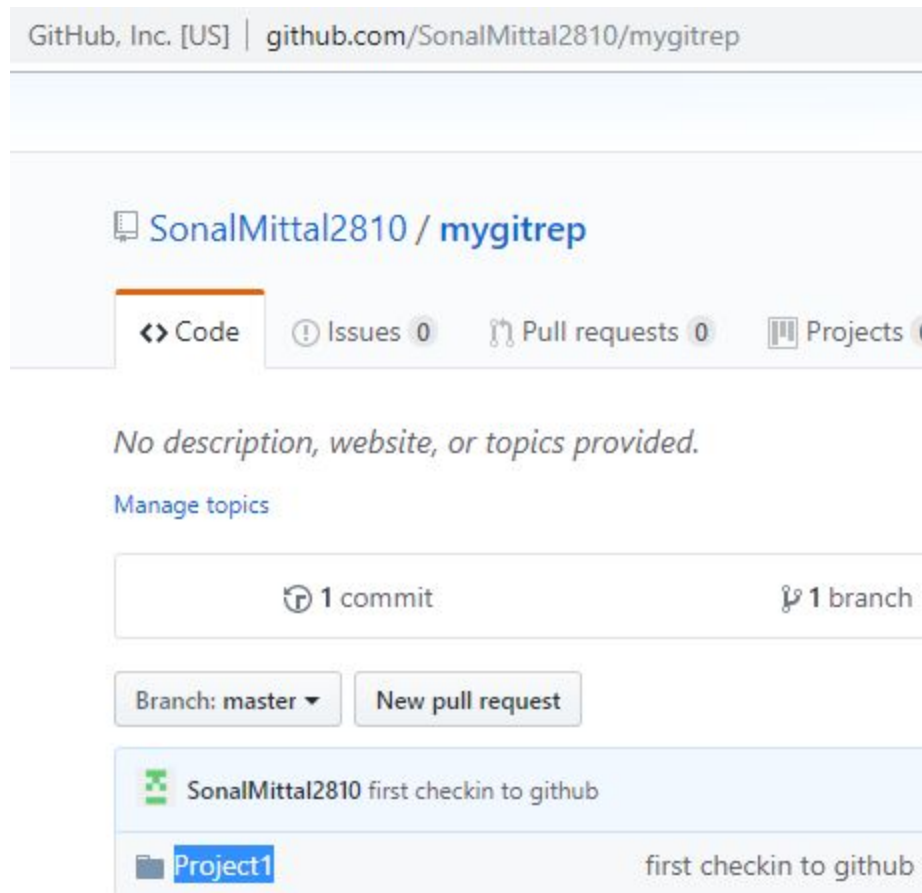 GitHub, Inc. [US] | github.com/SonalMittal2810/mygitrep
SonalMittal2810 / mygitrep
<> Code Issues 0 Pull requests 0 Projects
No description, website, or topics provided.
Manage topics
1 commit 1 branch
Branch: master New pull request
SonalMittal2810 first checkin to github
Project1 first checkin to github